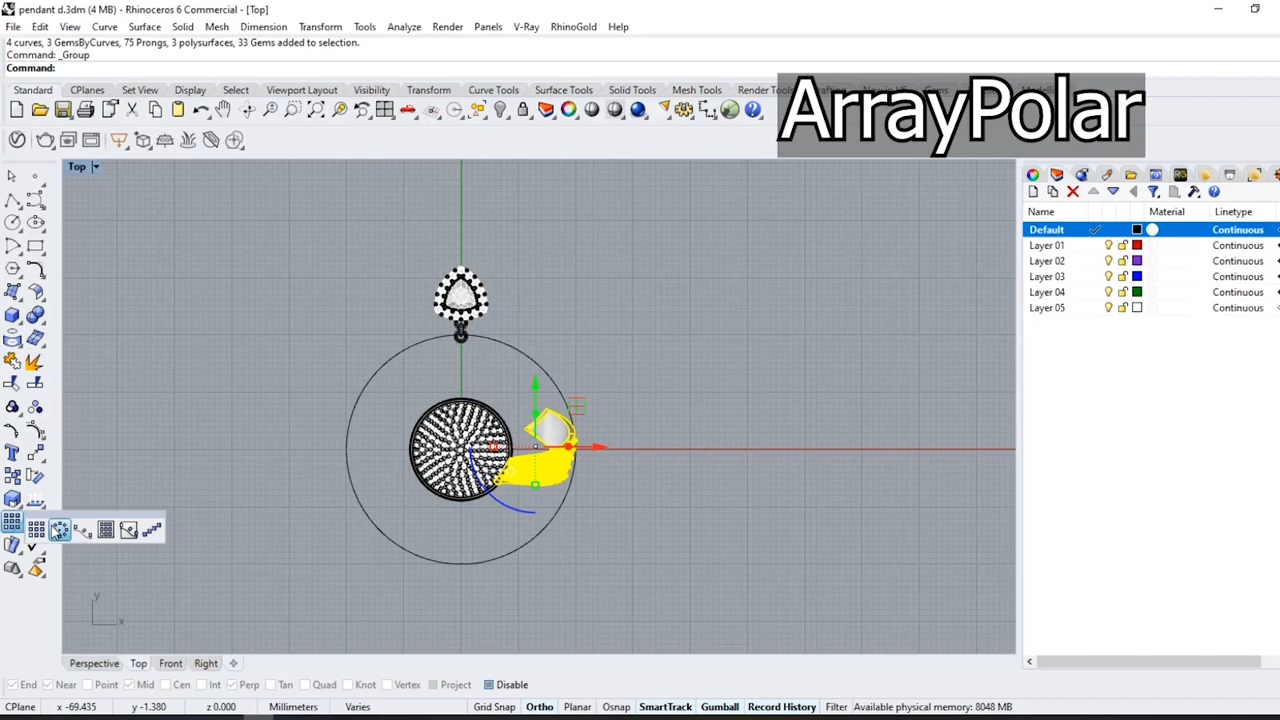 pendant d.3dm (4 MB) - Rhinoceros 6 Commercial - [Top]
File Edit View Curve Surface Solid Mesh Dimension Transform Tools Analyze Render Panels V-Ray RhinoGold Help
4 curves, 3 GemsByCurves, 75 Prongs, 3 polysurfaces, 33 Gems added to selection.
Command: _Group
Command:
Standard CPlanes Set View Display Select Viewport Layout Visibility Transform Curve Tools Surface Tools Solid Tools Mesh Tools Render
ArrayPolar
Top
Name Material Linetype
Default Continuous
Layer 01 Continuous
Layer 02 Continuous
Layer 03 Continuous
Layer 04 Continuous
Layer 05 Continuous
y
x
Perspective Top Front Right
End Near Point Mid Cen Int Perp Tan Quad Knot Vertex Project Disable
CPlane x -69.435 y -1.380 z 0.000 Millimeters Varies Grid Snap Ortho Planar Osnap SmartTrack Gumball Record History Filter Available physical memory: 8048 MB